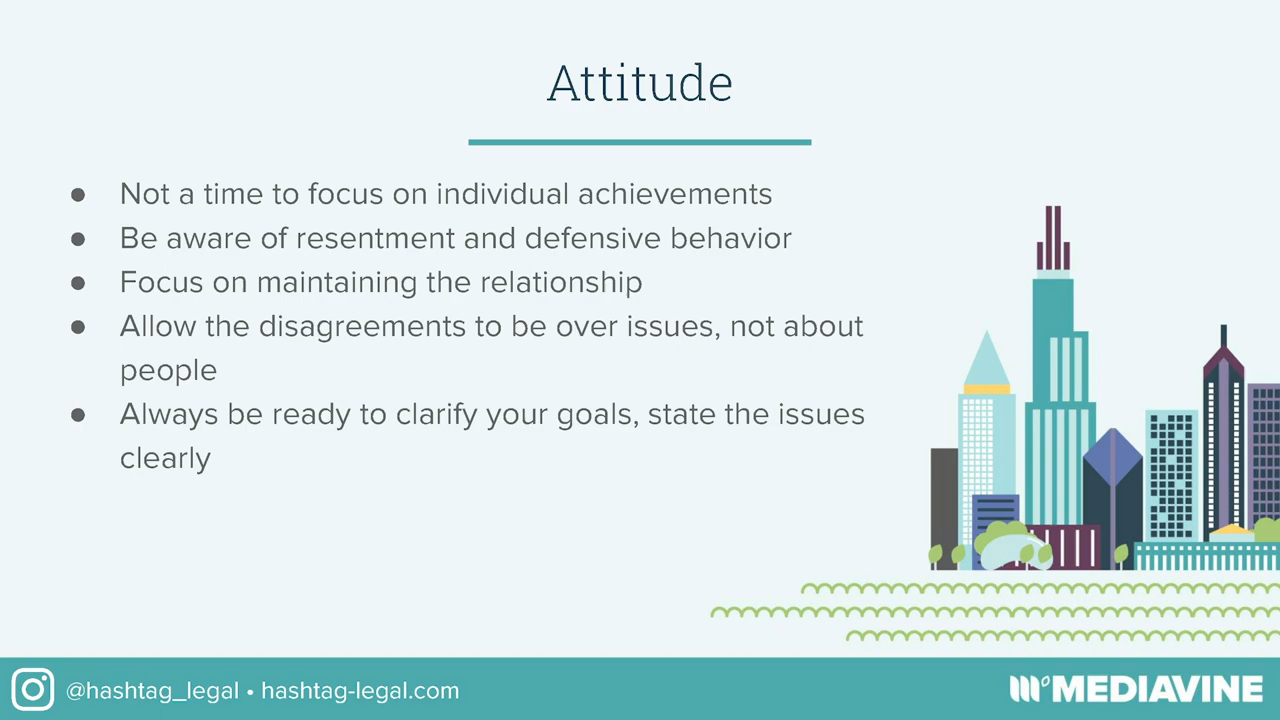 Attitude
● Not a time to focus on individual achievements
● Be aware of resentment and defensive behavior
● Focus on maintaining the relationship
● Allow the disagreements to be over issues, not about
people
● Always be ready to clarify your goals, state the issues
clearly
@hashtag_legal • hashtag-legal.com
MEDIAVINE